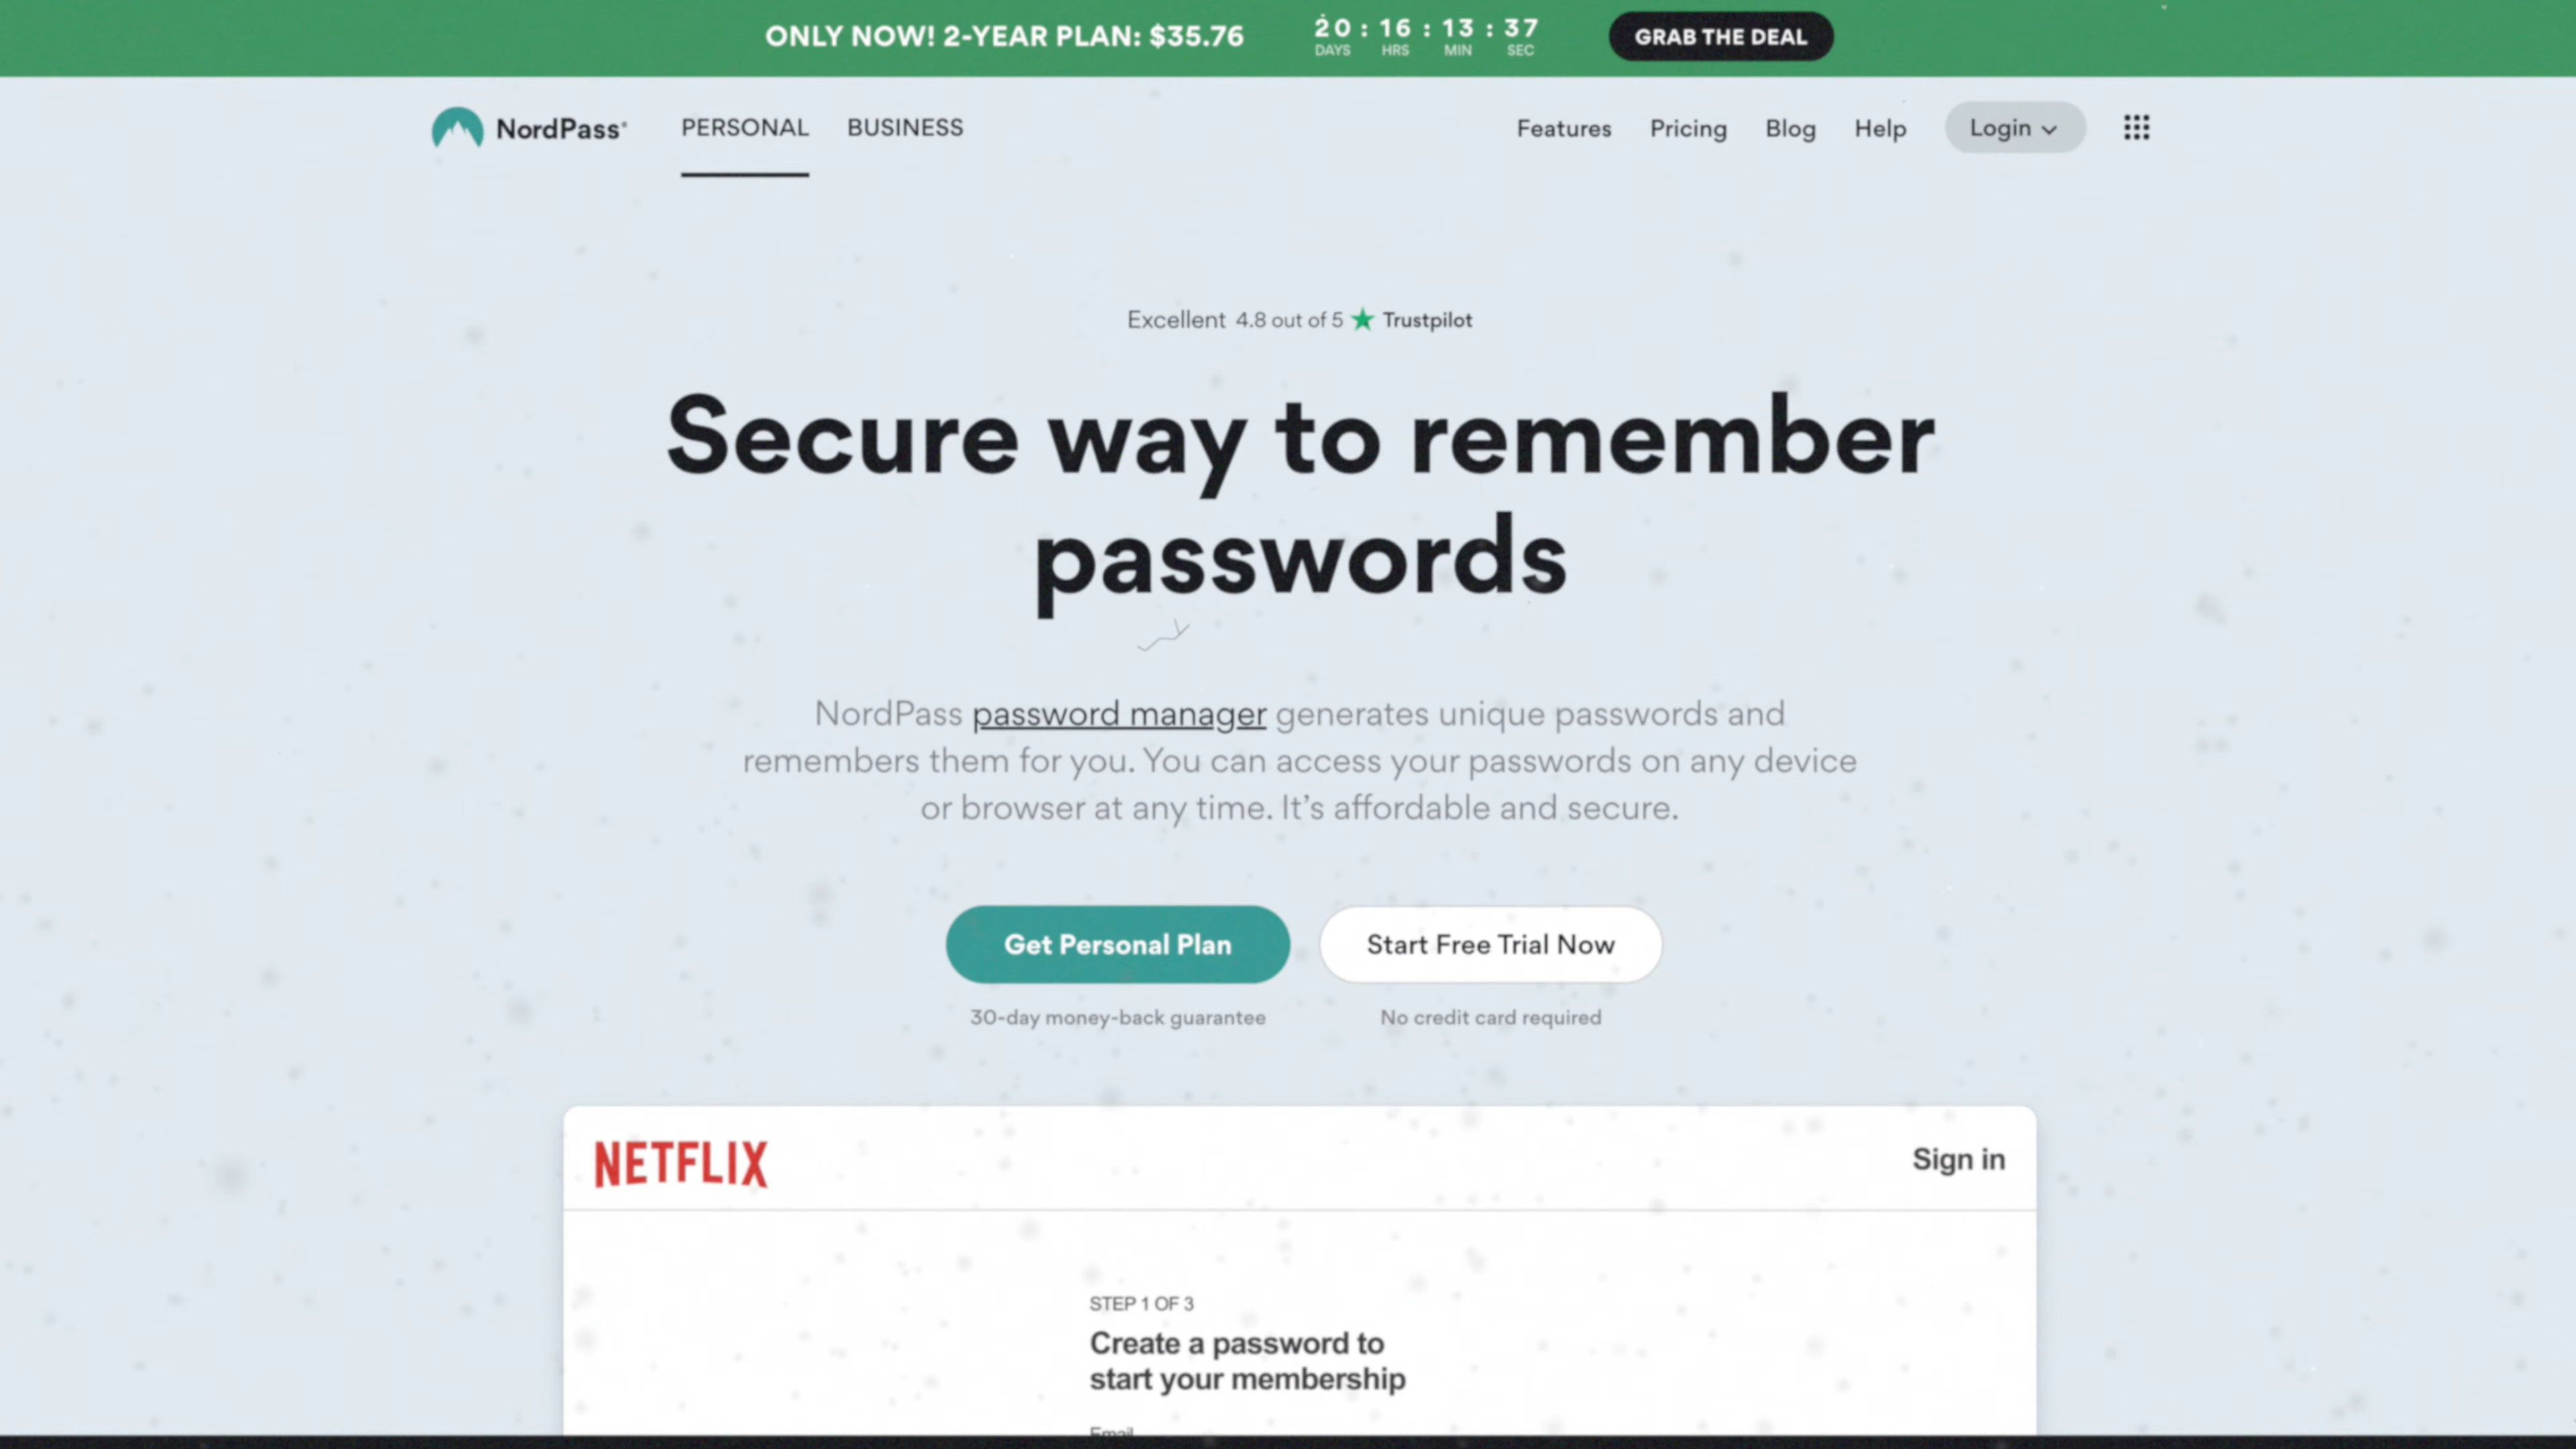 ONLY NOW! 2-YEAR PLAN: $35.76
20 : 16 : 13 : 37
DAYS HRS MIN SEC
GRAB THE DEAL
NordPass®
PERSONAL
BUSINESS
Features
Pricing
Blog
Help
Login
Excellent 4.8 out of 5 Trustpilot
Secure way to remember
passwords
NordPass password manager generates unique passwords and
remembers them for you. You can access your passwords on any device
or browser at any time. It’s affordable and secure.
Get Personal Plan
Start Free Trial Now
30-day money-back guarantee
No credit card required
NETFLIX
Sign in
STEP 1 OF 3
Create a password to
start your membership
Email